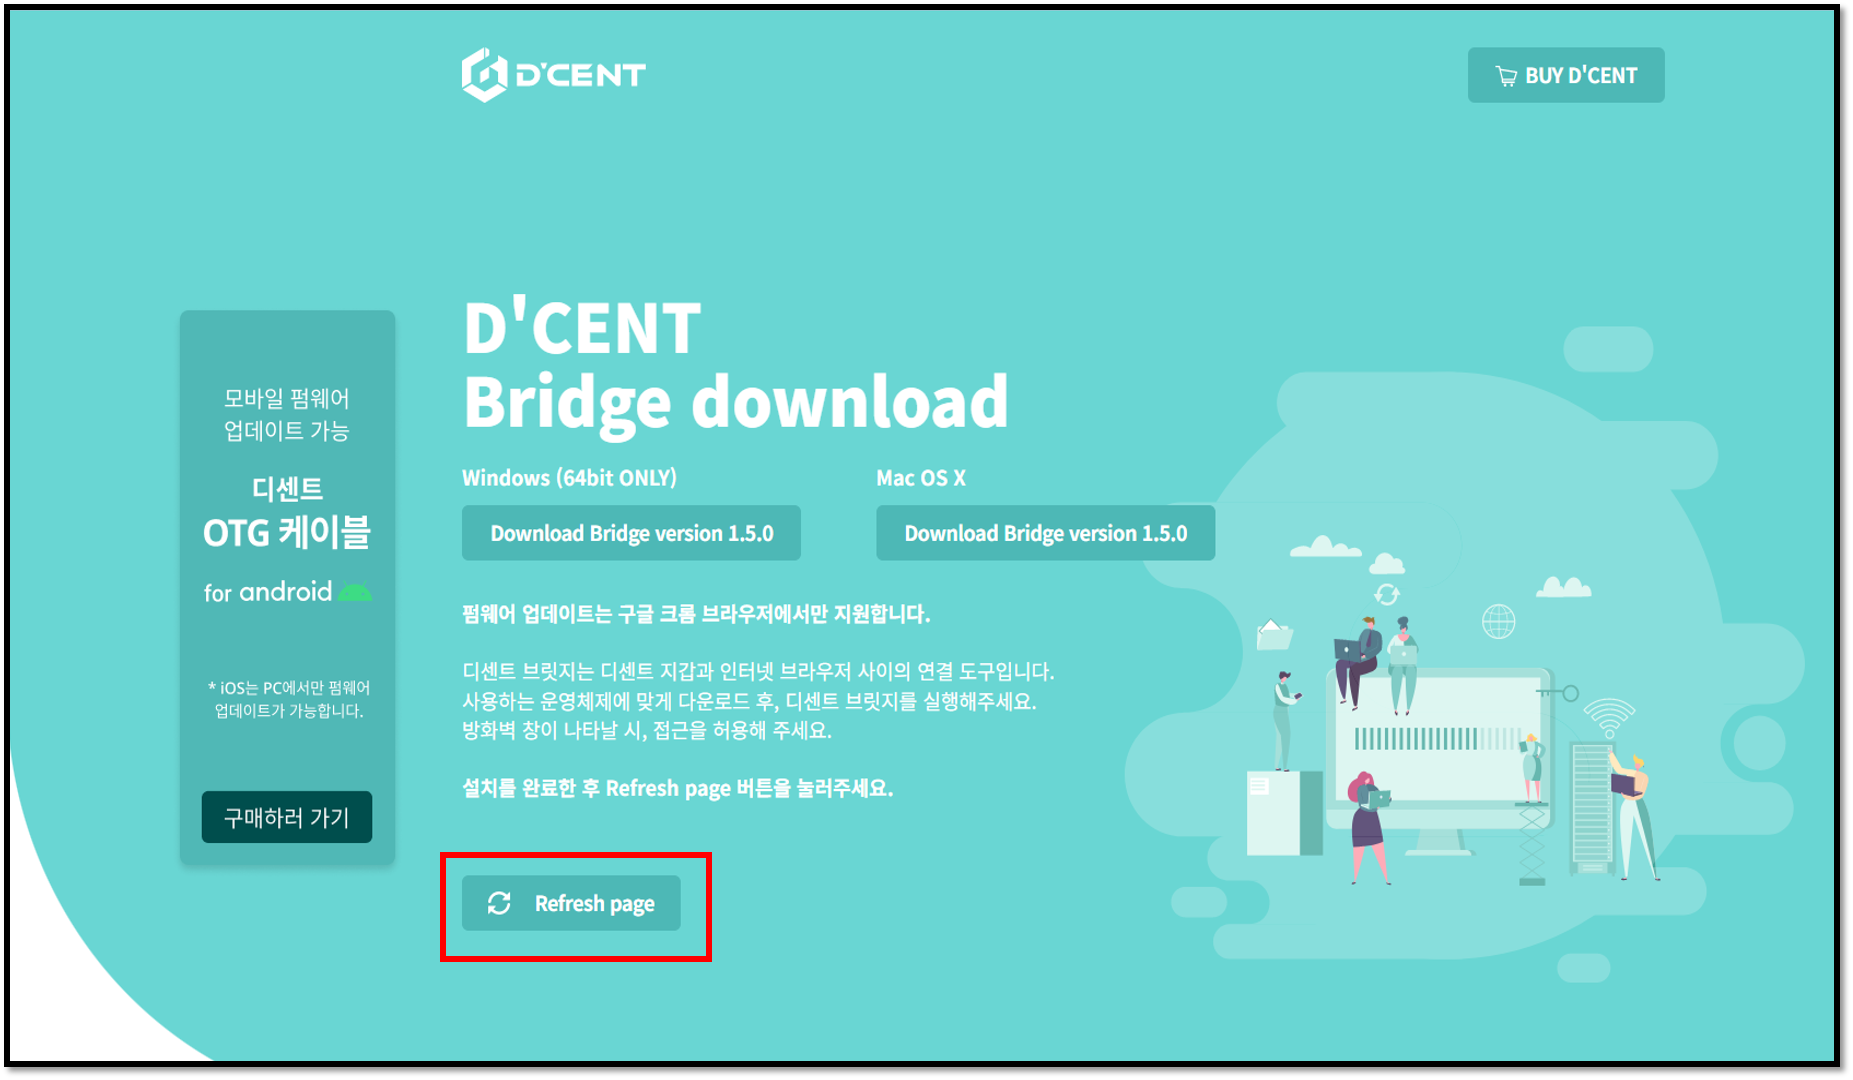 D'CENT
BUY D'CENT
모바일 펌웨어
업데이트 가능
디센트
OTG 케이블
for android
* iOS는 PC에서만 펌웨어
업데이트가 가능합니다.
구매하러 가기
D'CENT
Bridge download
Windows (64bit ONLY)
Download Bridge version 1.5.0
Mac OS X
Download Bridge version 1.5.0
펌웨어 업데이트는 구글 크롬 브라우저에서만 지원합니다.
디센트 브릿지는 디센트 지갑과 인터넷 브라우저 사이의 연결 도구입니다.
사용하는 운영체제에 맞게 다운로드 후, 디센트 브릿지를 실행해주세요.
방화벽 창이 나타날 시, 접근을 허용해 주세요.
설치를 완료한 후 Refresh page 버튼을 눌러주세요.
Refresh page